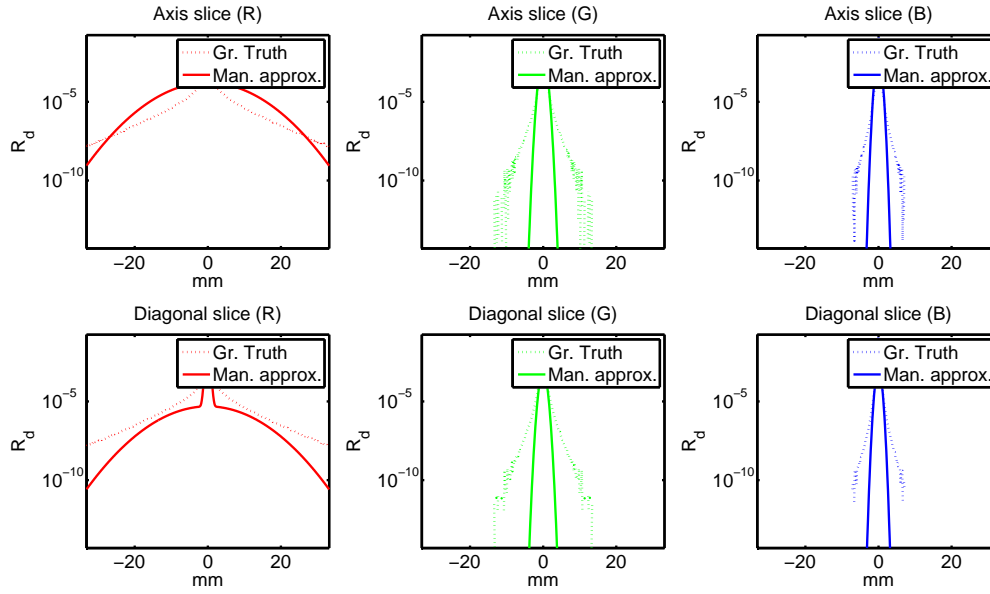 Axis slice (R)
Gr. Truth
Man. approx.
R_d
10^−5
10^−10
−20 0 20
mm
Axis slice (G)
Gr. Truth
Man. approx.
R_d
10^−5
10^−10
−20 0 20
mm
Axis slice (B)
Gr. Truth
Man. approx.
R_d
10^−5
10^−10
−20 0 20
mm
Diagonal slice (R)
Gr. Truth
Man. approx.
R_d
10^−5
10^−10
−20 0 20
mm
Diagonal slice (G)
Gr. Truth
Man. approx.
R_d
10^−5
10^−10
−20 0 20
mm
Diagonal slice (B)
Gr. Truth
Man. approx.
R_d
10^−5
10^−10
−20 0 20
mm